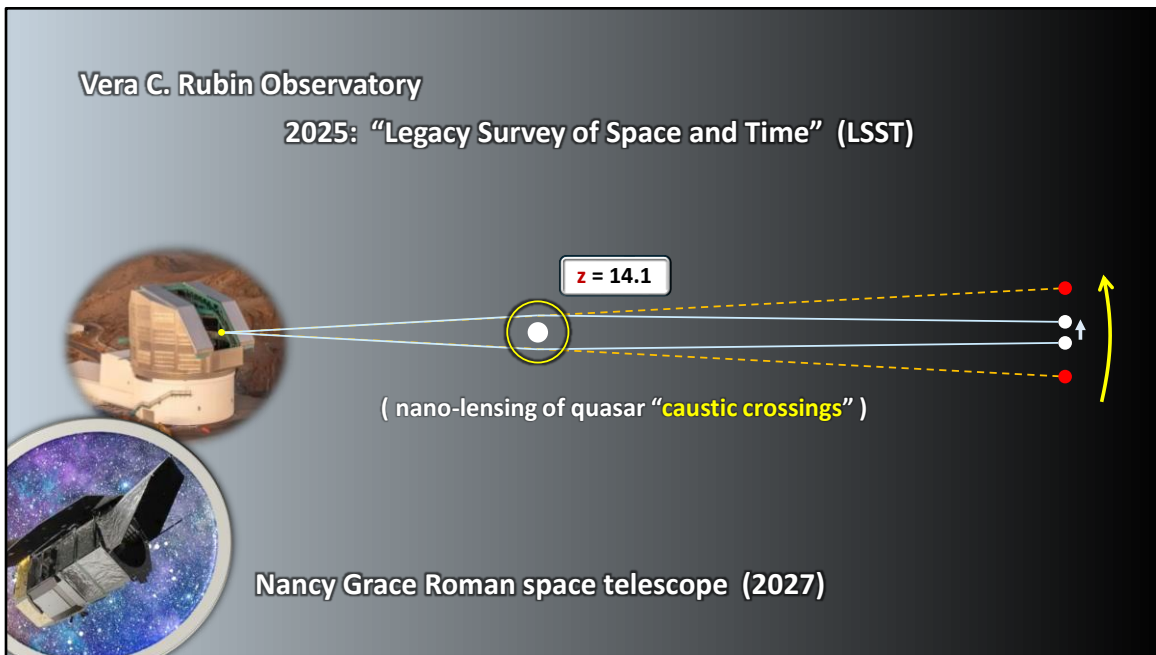 Vera C. Rubin Observatory
2025: “Legacy Survey of Space and Time” (LSST)
z = 14.1
( nano-lensing of quasar “caustic crossings” )
Nancy Grace Roman space telescope (2027)